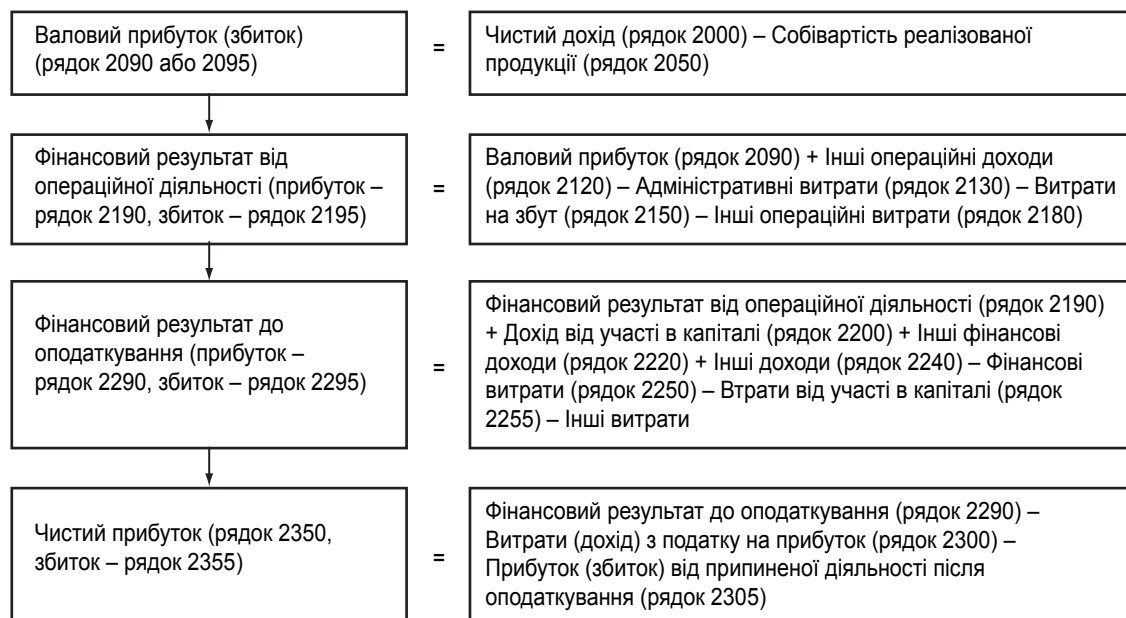 Валовий прибуток (збиток)
(рядок 2090 або 2095)
=
Чистий дохід (рядок 2000) – Собівартість реалізованої
продукції (рядок 2050)
Фінансовий результат від
операційної діяльності (прибуток –
рядок 2190, збиток – рядок 2195)
=
Валовий прибуток (рядок 2090) + Інші операційні доходи
(рядок 2120) – Адміністративні витрати (рядок 2130) – Витрати
на збут (рядок 2150) – Інші операційні витрати (рядок 2180)
Фінансовий результат до
оподаткування (прибуток –
рядок 2290, збиток – рядок 2295)
=
Фінансовий результат від операційної діяльності (рядок 2190)
+ Дохід від участі в капіталі (рядок 2200) + Інші фінансові
доходи (рядок 2220) + Інші доходи (рядок 2240) – Фінансові
витрати (рядок 2250) – Втрати від участі в капіталі (рядок
2255) – Інші витрати
Чистий прибуток (рядок 2350,
збиток – рядок 2355)
=
Фінансовий результат до оподаткування (рядок 2290) –
Витрати (дохід) з податку на прибуток (рядок 2300) –
Прибуток (збиток) від припиненої діяльності після
оподаткування (рядок 2305)